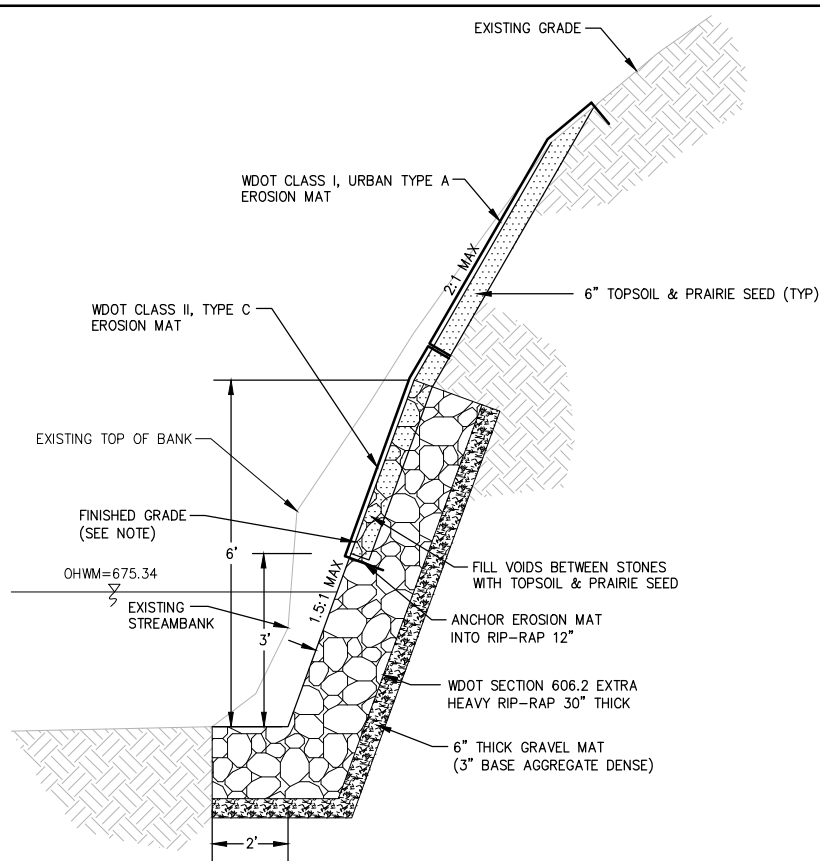 EXISTING GRADE
WDOT CLASS I, URBAN TYPE A
EROSION MAT
2:1 MAX
6" TOPSOIL & PRAIRIE SEED (TYP)
WDOT CLASS II, TYPE C
EROSION MAT
EXISTING TOP OF BANK
FINISHED GRADE
(SEE NOTE)
6'
OHWM=675.34
EXISTING
STREAMBANK
3'
1.5:1 MAX
FILL VOIDS BETWEEN STONES
WITH TOPSOIL & PRAIRIE SEED
ANCHOR EROSION MAT
INTO RIP-RAP 12"
WDOT SECTION 606.2 EXTRA
HEAVY RIP-RAP 30" THICK
6" THICK GRAVEL MAT
(3" BASE AGGREGATE DENSE)
2'